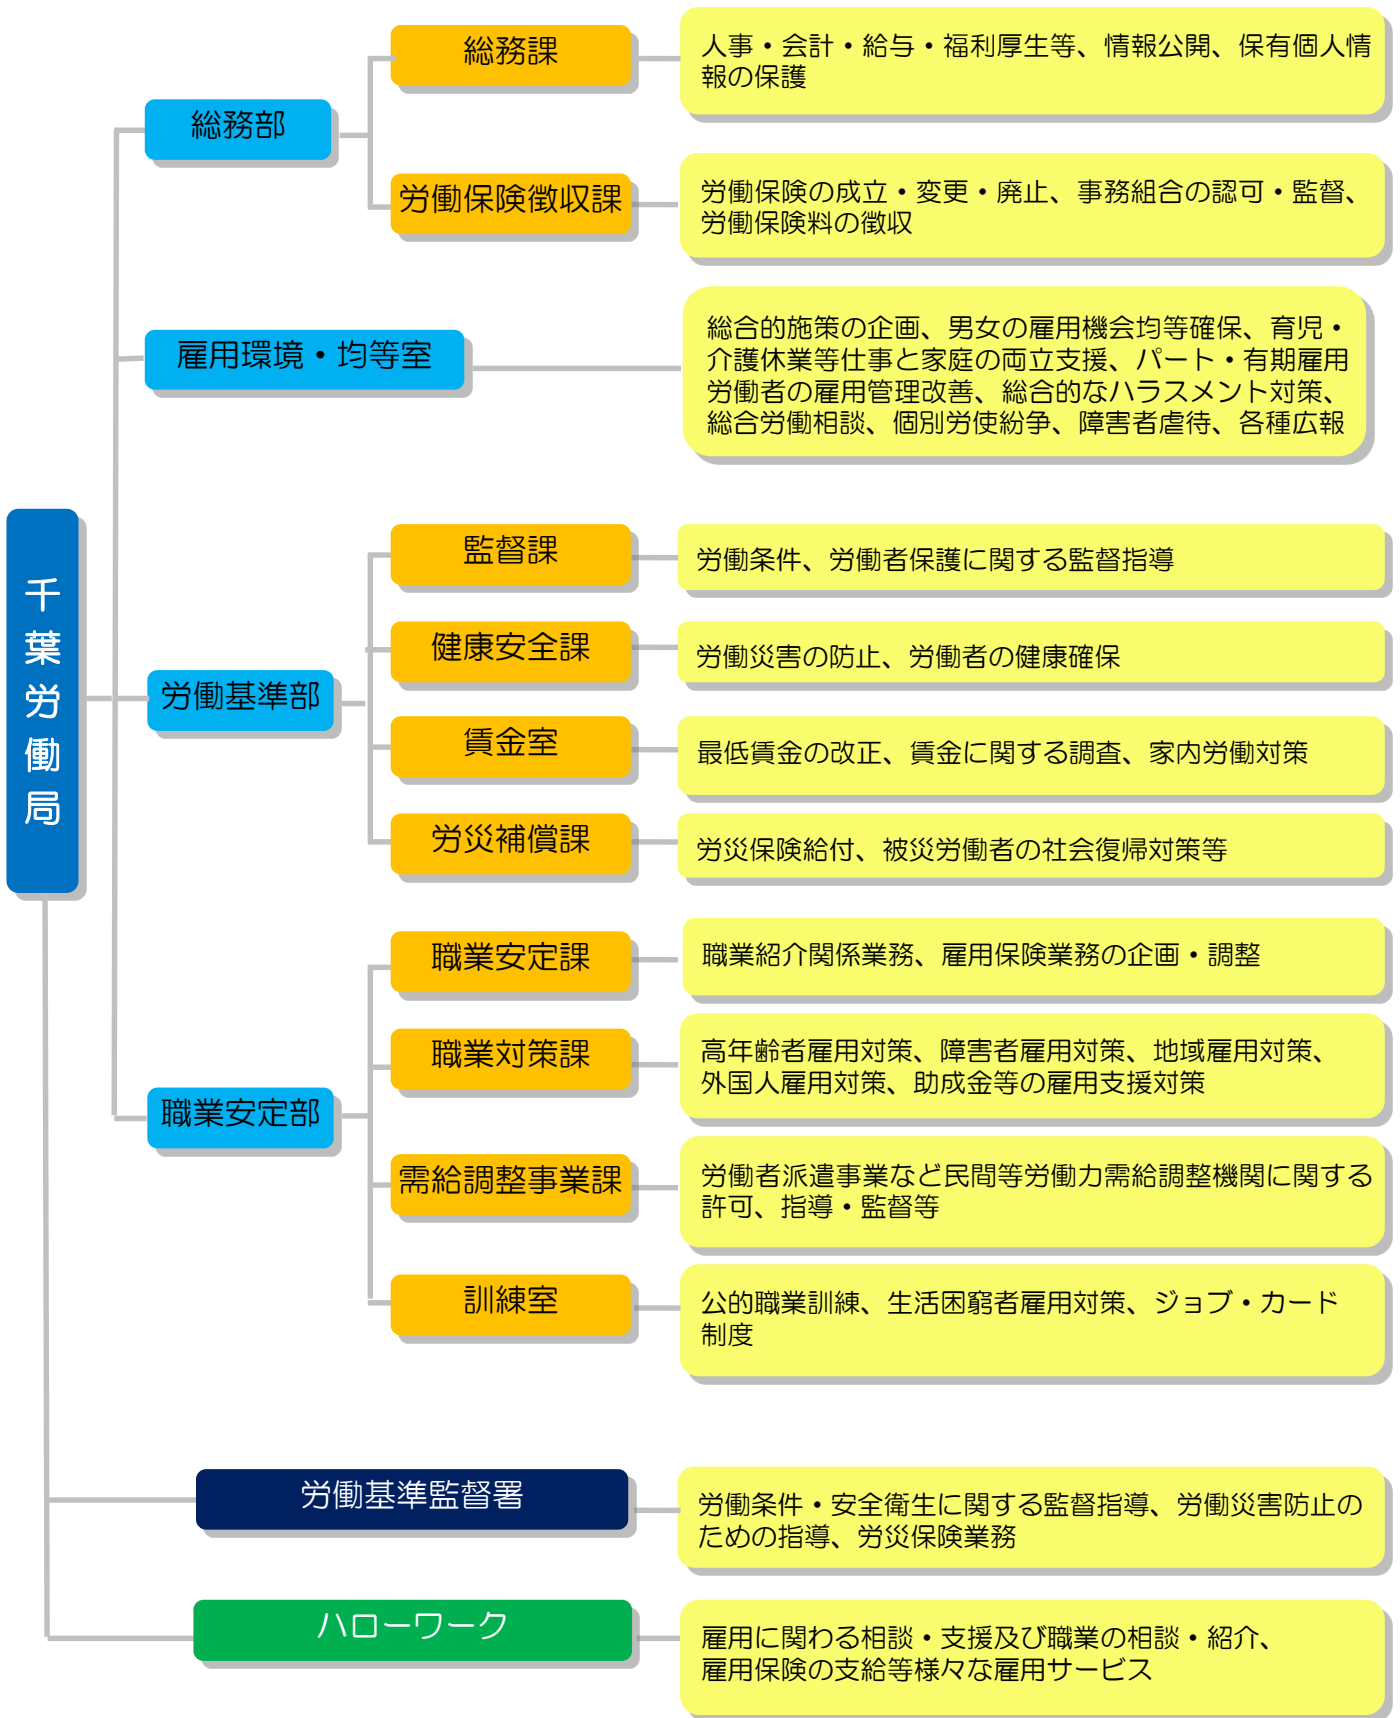 千葉労働局
総務部
総務課
人事・会計・給与・福利厚生等、情報公開、保有個人情
報の保護
労働保険徴収課
労働保険の成立・変更・廃止、事務組合の認可・監督、
労働保険料の徴収
雇用環境・均等室
総合的施策の企画、男女の雇用機会均等確保、育児・
介護休業等仕事と家庭の両立支援、パート・有期雇用
労働者の雇用管理改善、総合的なハラスメント対策、
総合労働相談、個別労使紛争、障害者虐待、各種広報
労働基準部
監督課
労働条件、労働者保護に関する監督指導
健康安全課
労働災害の防止、労働者の健康確保
賃金室
最低賃金の改正、賃金に関する調査、家内労働対策
労災補償課
労災保険給付、被災労働者の社会復帰対策等
職業安定部
職業安定課
職業紹介関係業務、雇用保険業務の企画・調整
職業対策課
高年齢者雇用対策、障害者雇用対策、地域雇用対策、
外国人雇用対策、助成金等の雇用支援対策
需給調整事業課
労働者派遣事業など民間等労働力需給調整機関に関する
許可、指導・監督等
訓練室
公的職業訓練、生活困窮者雇用対策、ジョブ・カード
制度
労働基準監督署
労働条件・安全衛生に関する監督指導、労働災害防止の
ための指導、労災保険業務
ハローワーク
雇用に関わる相談・支援及び職業の相談・紹介、
雇用保険の支給等様々な雇用サービス